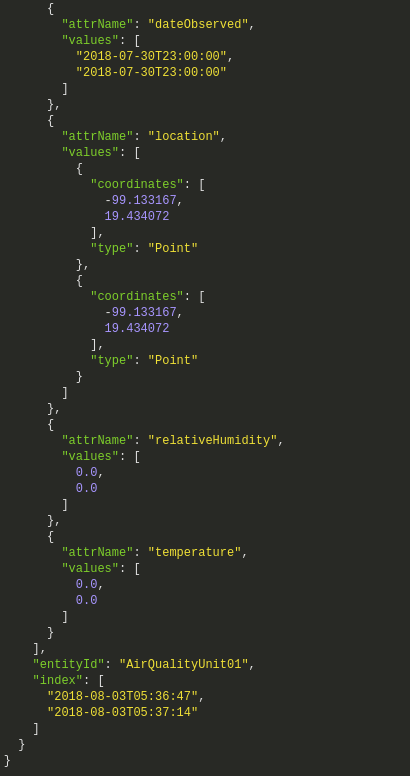 {
"attrName": "dateObserved",
"values": [
"2018-07-30T23:00:00",
"2018-07-30T23:00:00"
]
},
{
"attrName": "location",
"values": [
{
"coordinates": [
-99.133167,
19.434072
],
"type": "Point"
},
{
"coordinates": [
-99.133167,
19.434072
],
"type": "Point"
}
]
},
{
"attrName": "relativeHumidity",
"values": [
0.0,
0.0
]
},
{
"attrName": "temperature",
"values": [
0.0,
0.0
]
}
],
"entityId": "AirQualityUnit01",
"index": [
"2018-08-03T05:36:47",
"2018-08-03T05:37:14"
]
}
}